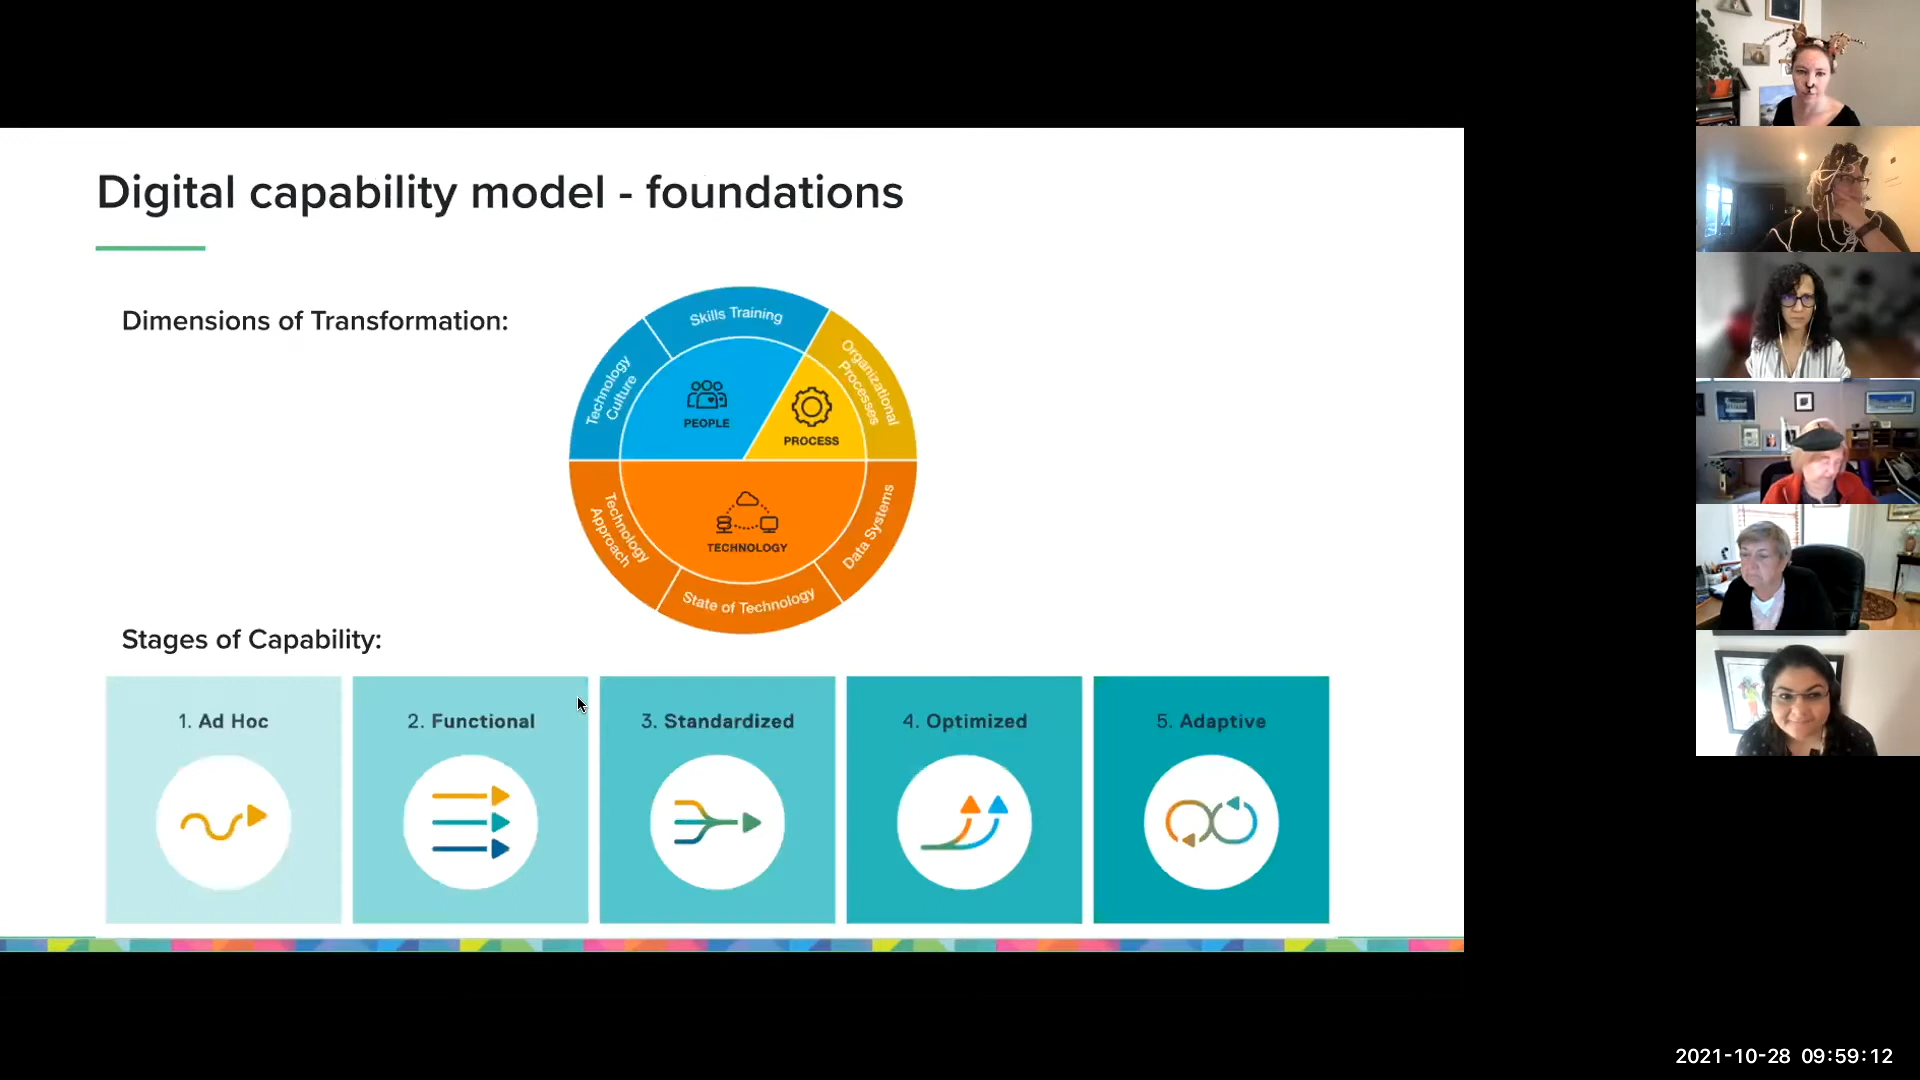 Digital capability model - foundations
Dimensions of Transformation:
Skills Training
Technology
Culture
Organizational
Processes
PEOPLE
PROCESS
TECHNOLOGY
Technology
Approach
State of Technology
Data Systems
Stages of Capability:
1. Ad Hoc
2. Functional
3. Standardized
4. Optimized
5. Adaptive
2021-10-28 09:59:12